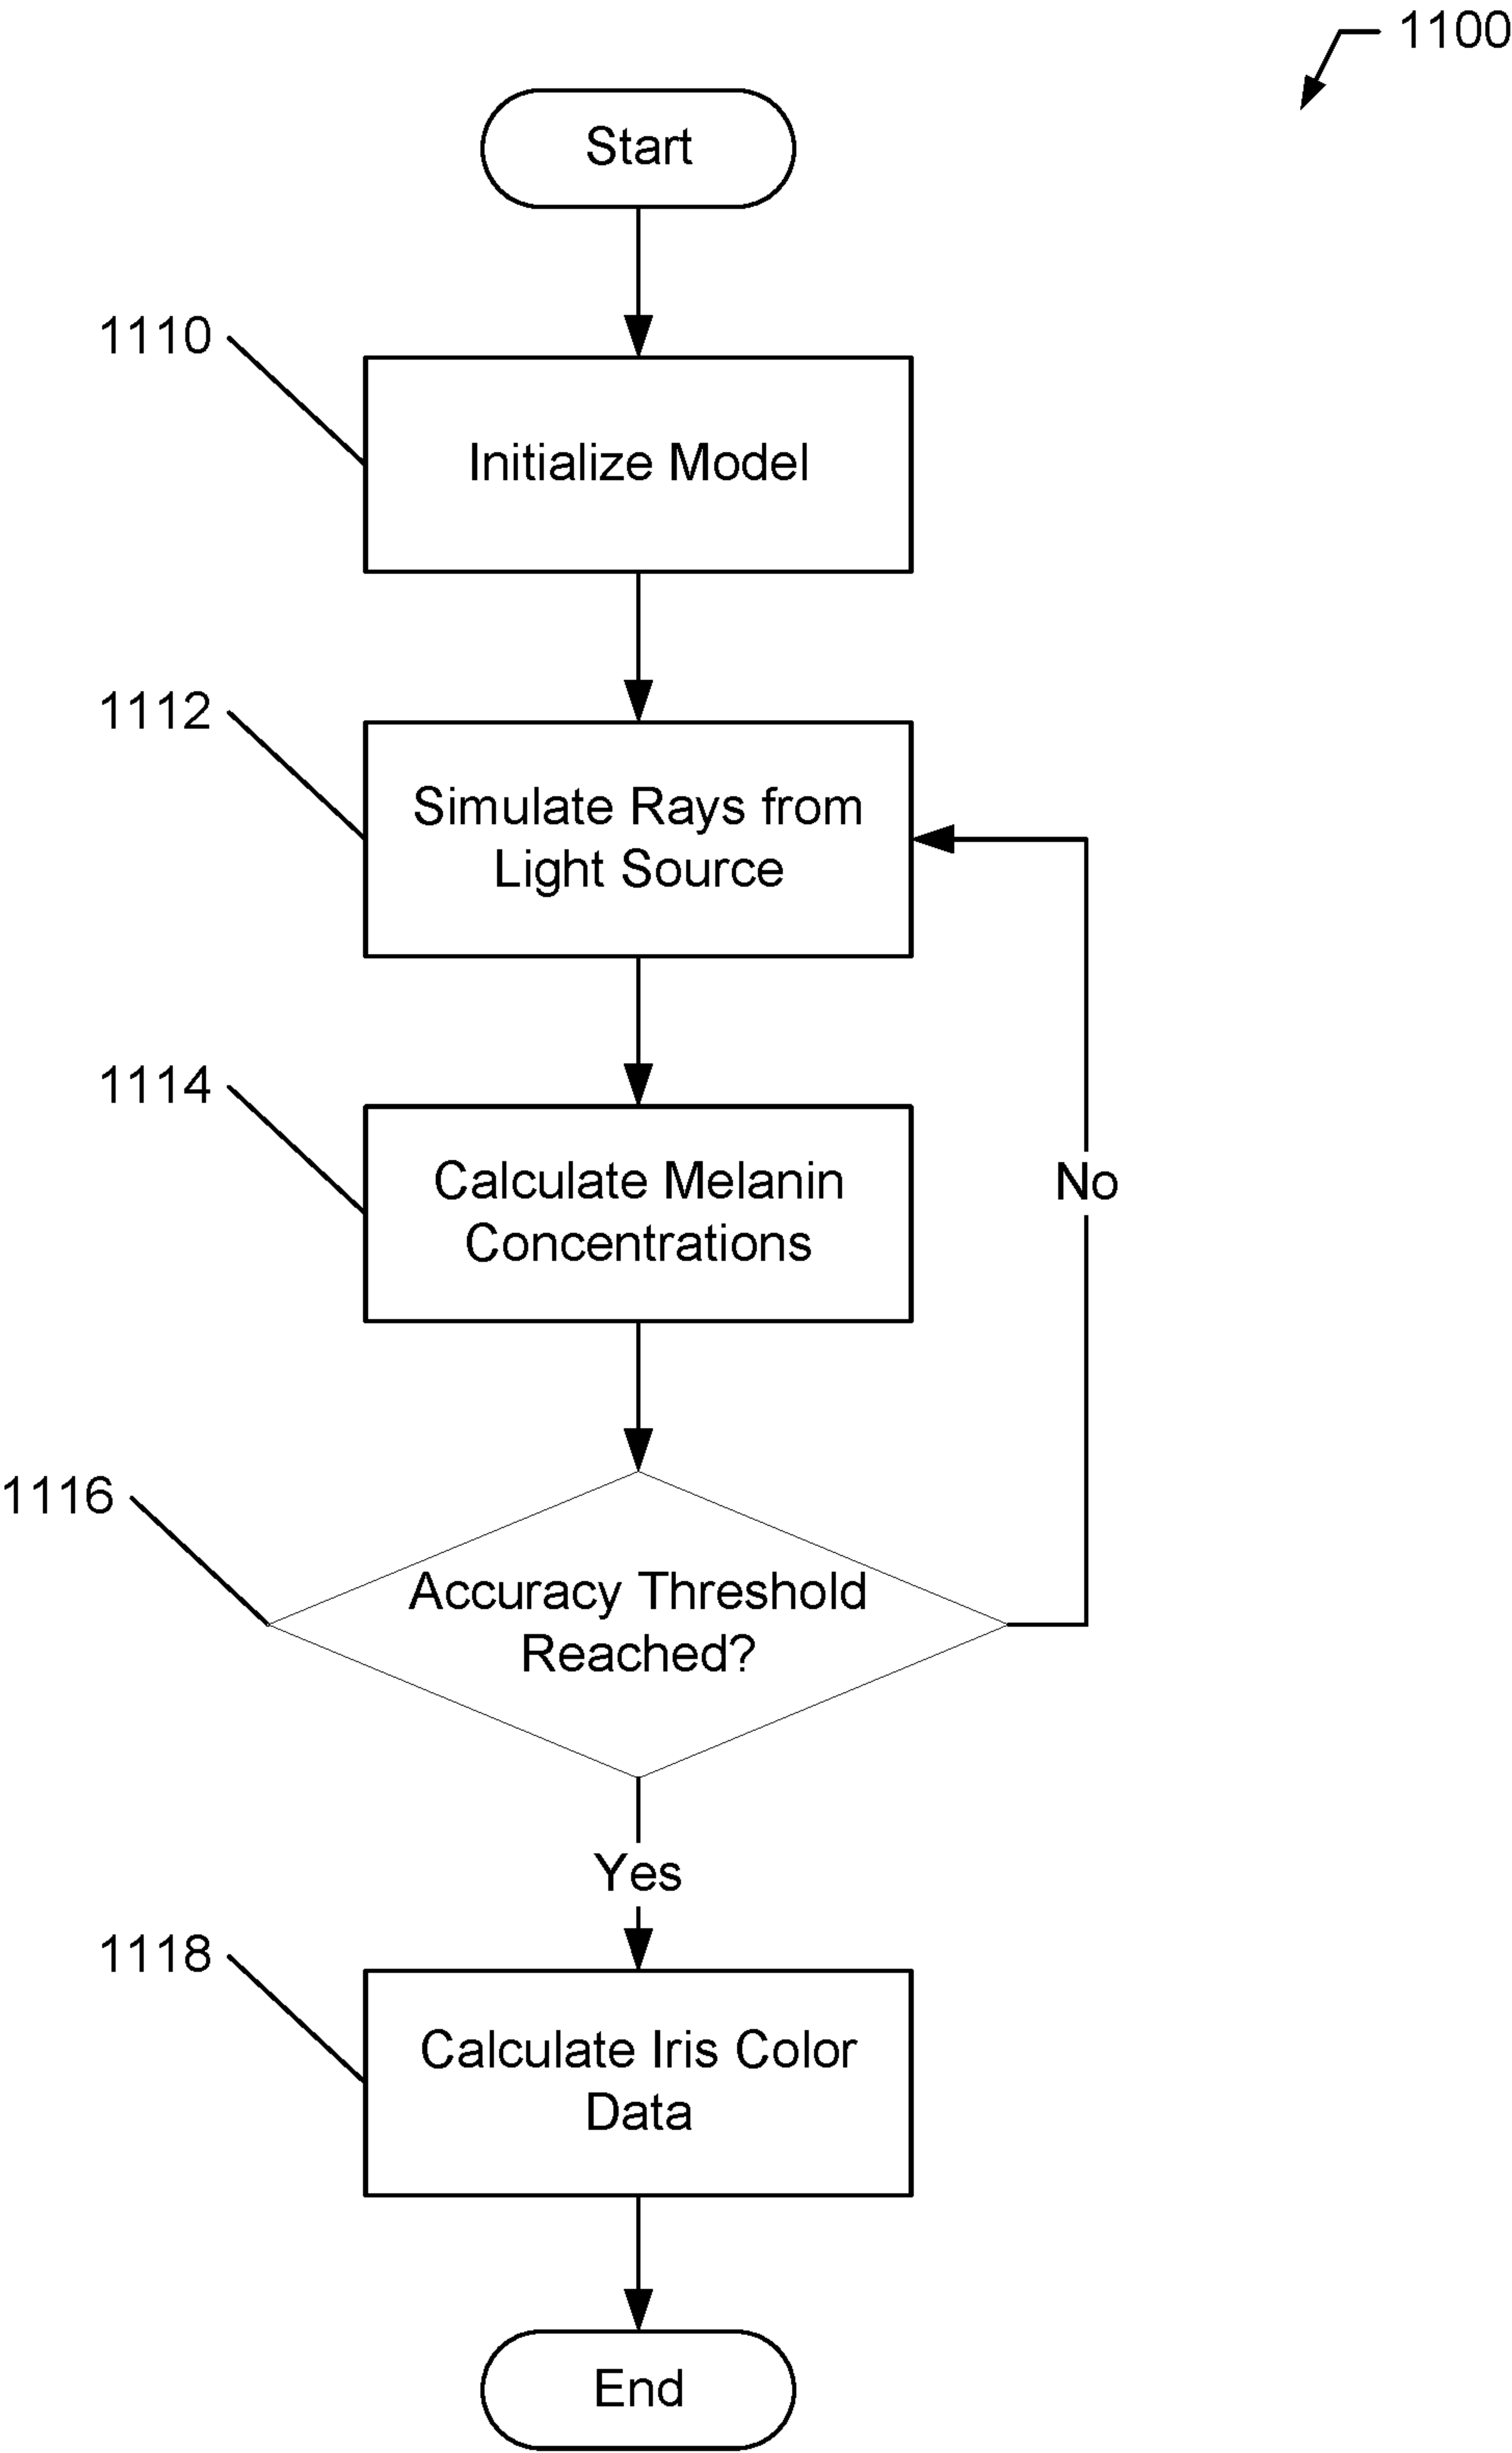 1100
Start
1110
Initialize Model
1112
Simulate Rays from
Light Source
1114
Calculate Melanin
Concentrations
No
1116
Accuracy Threshold
Reached?
Yes
1118
Calculate Iris Color
Data
End